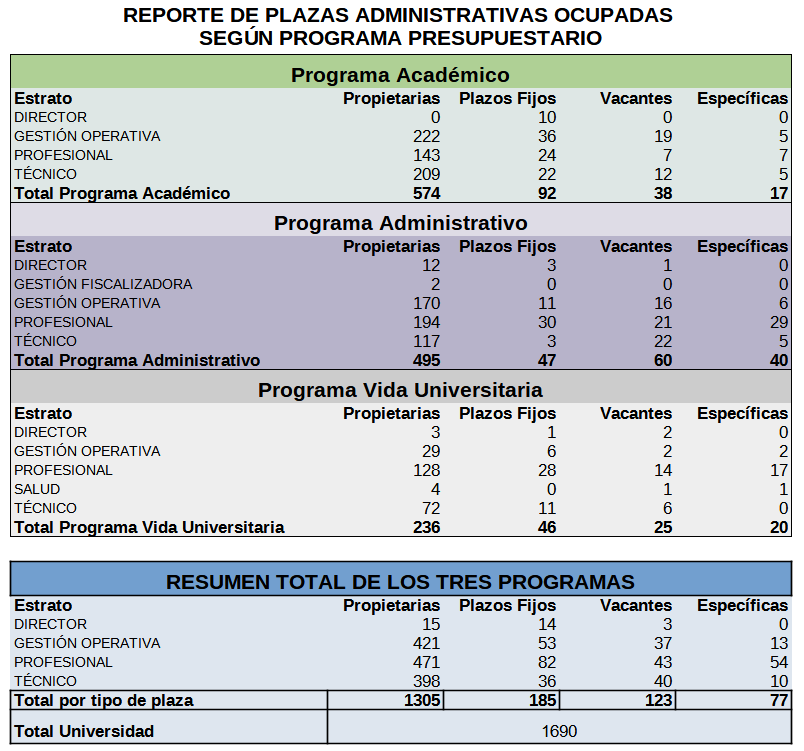 REPORTE DE PLAZAS ADMINISTRATIVAS OCUPADAS
SEGÚN PROGRAMA PRESUPUESTARIO
Programa Académico
Estrato Propietarias Plazos Fijos Vacantes Específicas
DIRECTOR 0 10 0 0
GESTIÓN OPERATIVA 222 36 19 5
PROFESIONAL 143 24 7 7
TÉCNICO 209 22 12 5
Total Programa Académico 574 92 38 17
Programa Administrativo
Estrato Propietarias Plazos Fijos Vacantes Específicas
DIRECTOR 12 3 1 0
GESTIÓN FISCALIZADORA 2 0 0 0
GESTIÓN OPERATIVA 170 11 16 6
PROFESIONAL 194 30 21 29
TÉCNICO 117 3 22 5
Total Programa Administrativo 495 47 60 40
Programa Vida Universitaria
Estrato Propietarias Plazos Fijos Vacantes Específicas
DIRECTOR 3 1 2 0
GESTIÓN OPERATIVA 29 6 2 2
PROFESIONAL 128 28 14 17
SALUD 4 0 1 1
TÉCNICO 72 11 6 0
Total Programa Vida Universitaria 236 46 25 20
RESUMEN TOTAL DE LOS TRES PROGRAMAS
Estrato Propietarias Plazos Fijos Vacantes Específicas
DIRECTOR 15 14 3 0
GESTIÓN OPERATIVA 421 53 37 13
PROFESIONAL 471 82 43 54
TÉCNICO 398 36 40 10
Total por tipo de plaza 1305 185 123 77
Total Universidad 1690